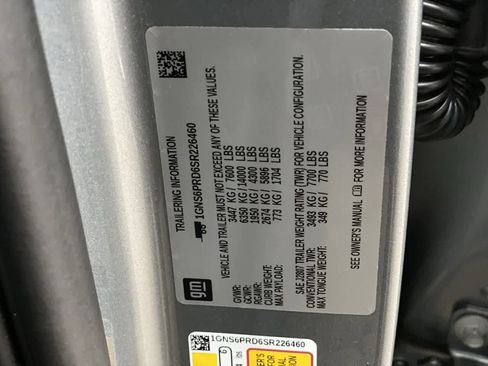 TRAILERING INFORMATION
1GNS6PRD6SR226460
VEHICLE AND TRAILER MUST NOT EXCEED ANY OF THESE VALUES.
GVWR: 3447 KG / 7600 LBS
GCWR: 6350 KG / 14000 LBS
RGAWR: 1950 KG / 4300 LBS
CURB WEIGHT: 2674 KG / 5896 LBS
MAX PAYLOAD: 773 KG / 1704 LBS
SAE J2807 TRAILER WEIGHT RATING (TWR) FOR VEHICLE CONFIGURATION.
CONVENTIONAL TWR: 3493 KG / 7700 LBS
MAX TONGUE WEIGHT: 349 KG / 770 LBS
SEE OWNER'S MANUAL FOR MORE INFORMATION
gm
1GNS6PRD6SR226460